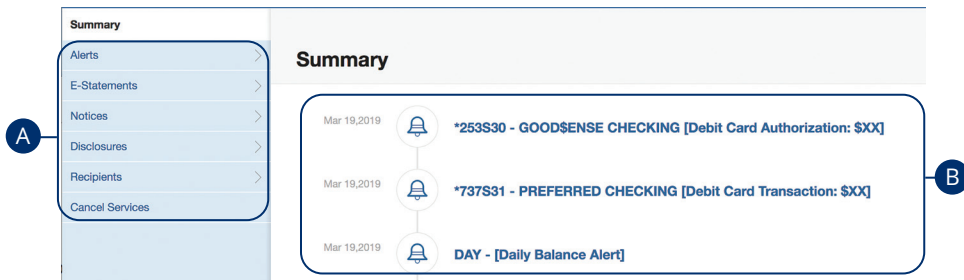 Summary
Alerts
E-Statements
Notices
Disclosures
Recipients
Cancel Services
A
Summary
Mar 19,2019 *253S30 - GOOD$ENSE CHECKING [Debit Card Authorization: $XX]
Mar 19,2019 *737S31 - PREFERRED CHECKING [Debit Card Transaction: $XX]
Mar 19,2019 DAY - [Daily Balance Alert]
B